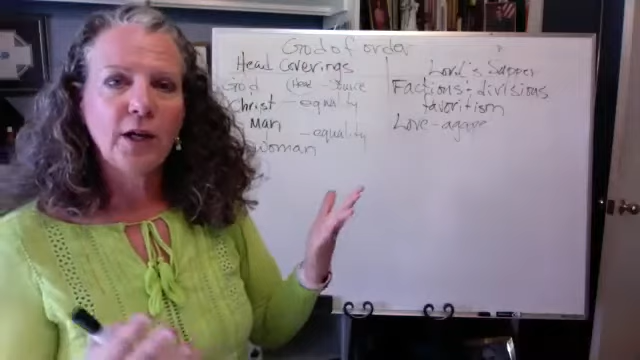 God of order
Head Coverings
God (Head - Source
Christ - equality
Man
- equality
woman
Lord's Supper
Factions - divisions
favoritism
Love - agape